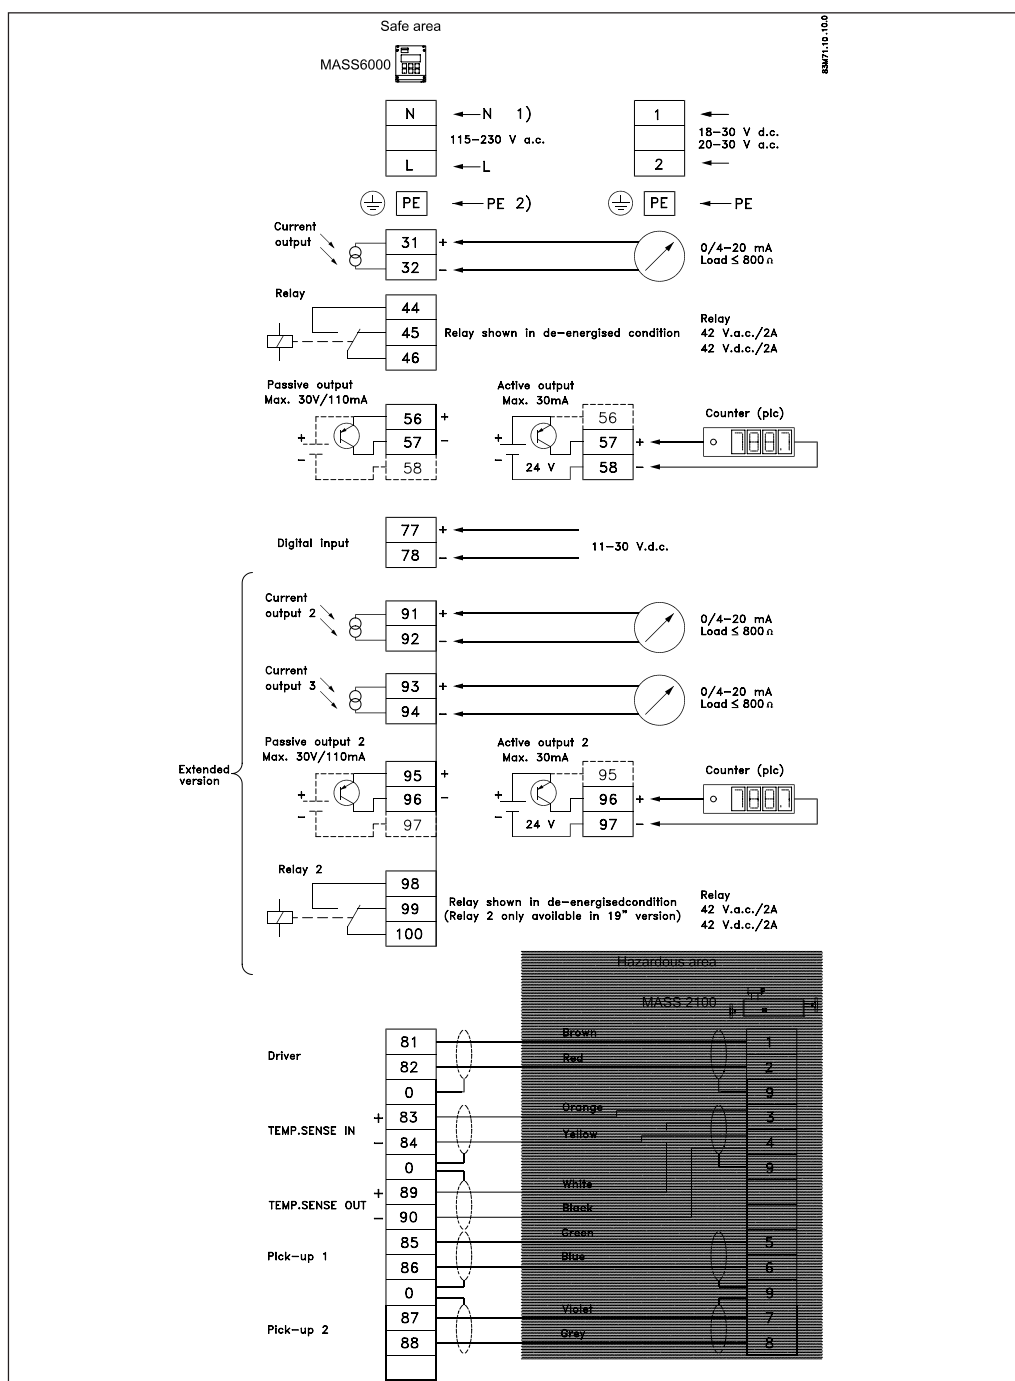 Safe area
83M71.10.10.0
MASS6000
N
N 1)
1
115-230 V a.c.
18-30 V d.c.
20-30 V a.c.
L
L
2
PE
PE 2)
PE
PE
Current
output
31 +
32 -
0/4-20 mA
Load ≤ 800Ω
Relay
44
45
46
Relay shown in de-energised condition
Relay
42 V.a.c./2A
42 V.d.c./2A
Passive output
Max. 30V/110mA
+
-
56 +
57 -
58
Active output
Max. 30mA
+
-
24 V
56
57 +
58 -
Counter (plc)
Digital input
77 +
78 -
11-30 V.d.c.
Extended
version
Current
output 2
91 +
92 -
0/4-20 mA
Load ≤ 800Ω
Current
output 3
93 +
94 -
0/4-20 mA
Load ≤ 800Ω
Passive output 2
Max. 30V/110mA
+
-
95 +
96 -
97
Active output 2
Max. 30mA
+
-
24 V
95
96 +
97 -
Counter (plc)
Relay 2
98
99
100
Relay shown in de-energisedcondition
(Relay 2 only available in 19" version)
Relay
42 V.a.c./2A
42 V.d.c./2A
Hazardous area
MASS 2100
Driver
81 Brown 1
82 Red 2
0 9
TEMP.SENSE IN
+ 83 Orange 3
- 84 Yellow 4
0 9
TEMP.SENSE OUT
+ 89 White
- 90 Black
Pick-up 1
85 Green 5
86 Blue 6
0 9
Pick-up 2
87 Violet 7
88 Grey 8